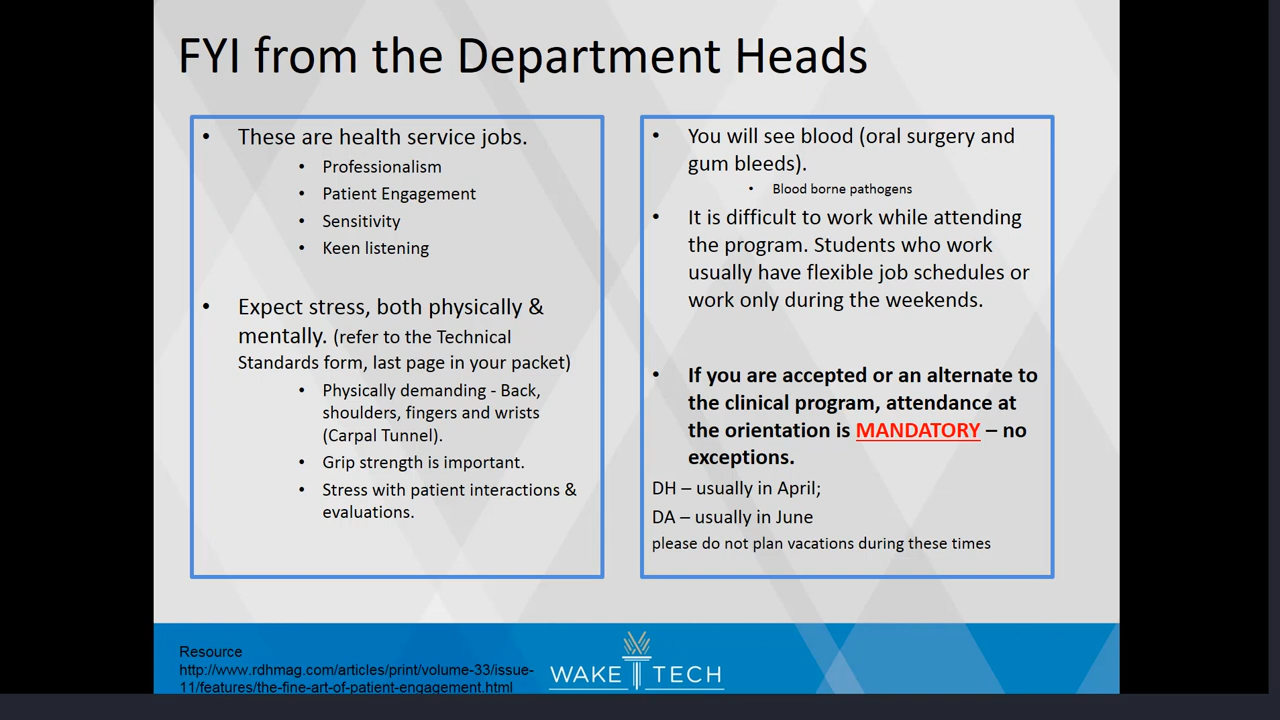 FYI from the Department Heads
• These are health service jobs.
• Professionalism
• Patient Engagement
• Sensitivity
• Keen listening
• Expect stress, both physically &
mentally. (refer to the Technical
Standards form, last page in your packet)
• Physically demanding - Back,
shoulders, fingers and wrists
(Carpal Tunnel).
• Grip strength is important.
• Stress with patient interactions &
evaluations.
• You will see blood (oral surgery and
gum bleeds).
• Blood borne pathogens
• It is difficult to work while attending
the program. Students who work
usually have flexible job schedules or
work only during the weekends.
• If you are accepted or an alternate to
the clinical program, attendance at
the orientation is MANDATORY – no
exceptions.
DH – usually in April;
DA – usually in June
please do not plan vacations during these times
Resource
http://www.rdhmag.com/articles/print/volume-33/issue-
11/features/the-fine-art-of-patient-engagement.html
WAKE TECH